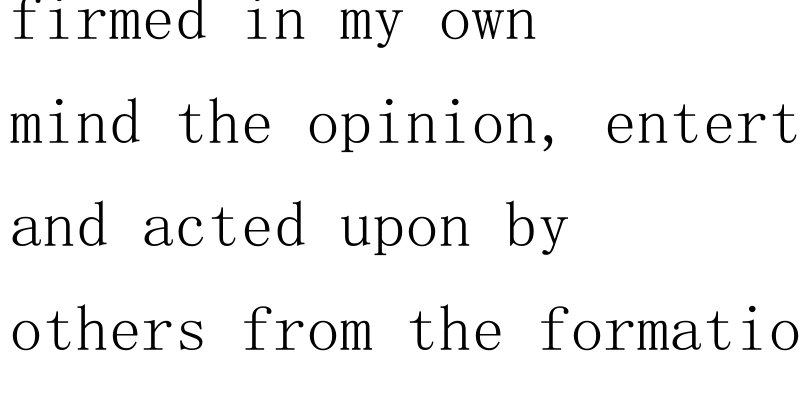 firmed in my own
mind the opinion, entert
and acted upon by
others from the formatio